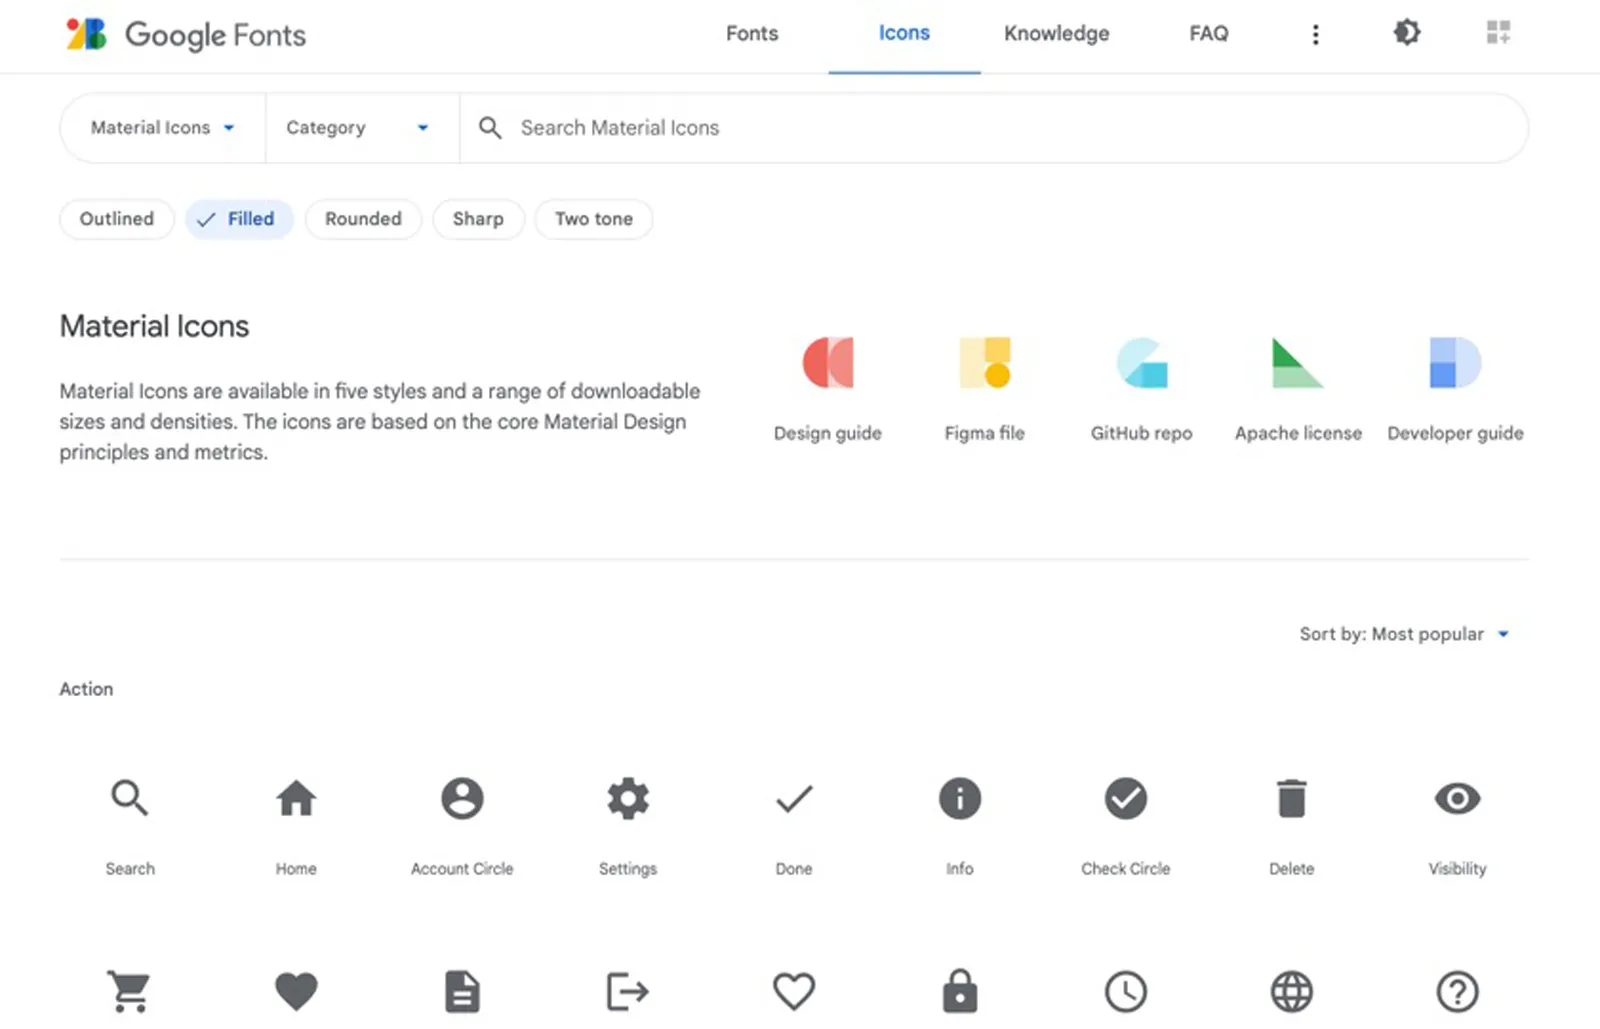 Google Fonts
Fonts
Icons
Knowledge
FAQ
Material Icons
Category
Search Material Icons
Outlined
Filled
Rounded
Sharp
Two tone
Material Icons
Material Icons are available in five styles and a range of downloadable
sizes and densities. The icons are based on the core Material Design
principles and metrics.
Design guide
Figma file
GitHub repo
Apache license
Developer guide
Sort by: Most popular
Action
Search
Home
Account Circle
Settings
Done
Info
Check Circle
Delete
Visibility